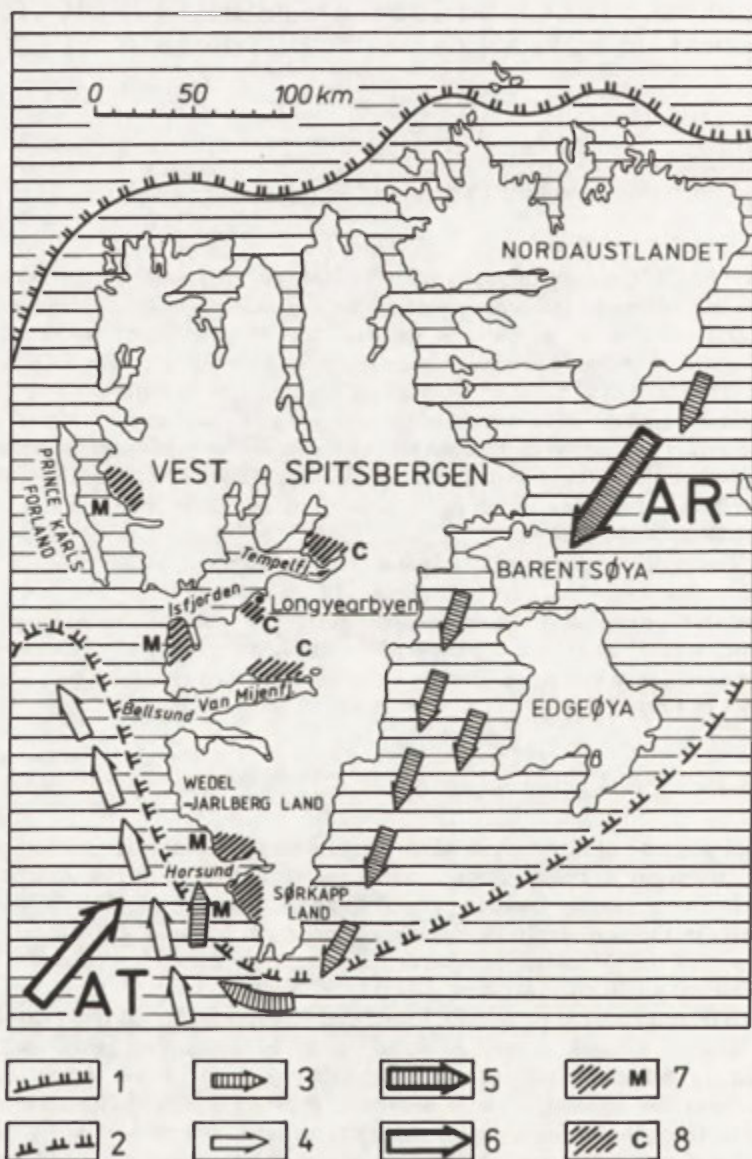 0 50 100 km
NORDAUSTLANDET
VEST SPITSBERGEN
PRINCE KARLS
FORLAND
M
AR
C
Tempelfj.
BARENTSØYA
Isfjorden
Longyearbyen
C
M
C
Van Mijenfj.
Bellsund
EDGEØYA
WEDEL
-JARLBERG LAND
M
Horsund
SØRKAPP
LAND
M
AT
1 3 5 M 7
2 4 6 C 8